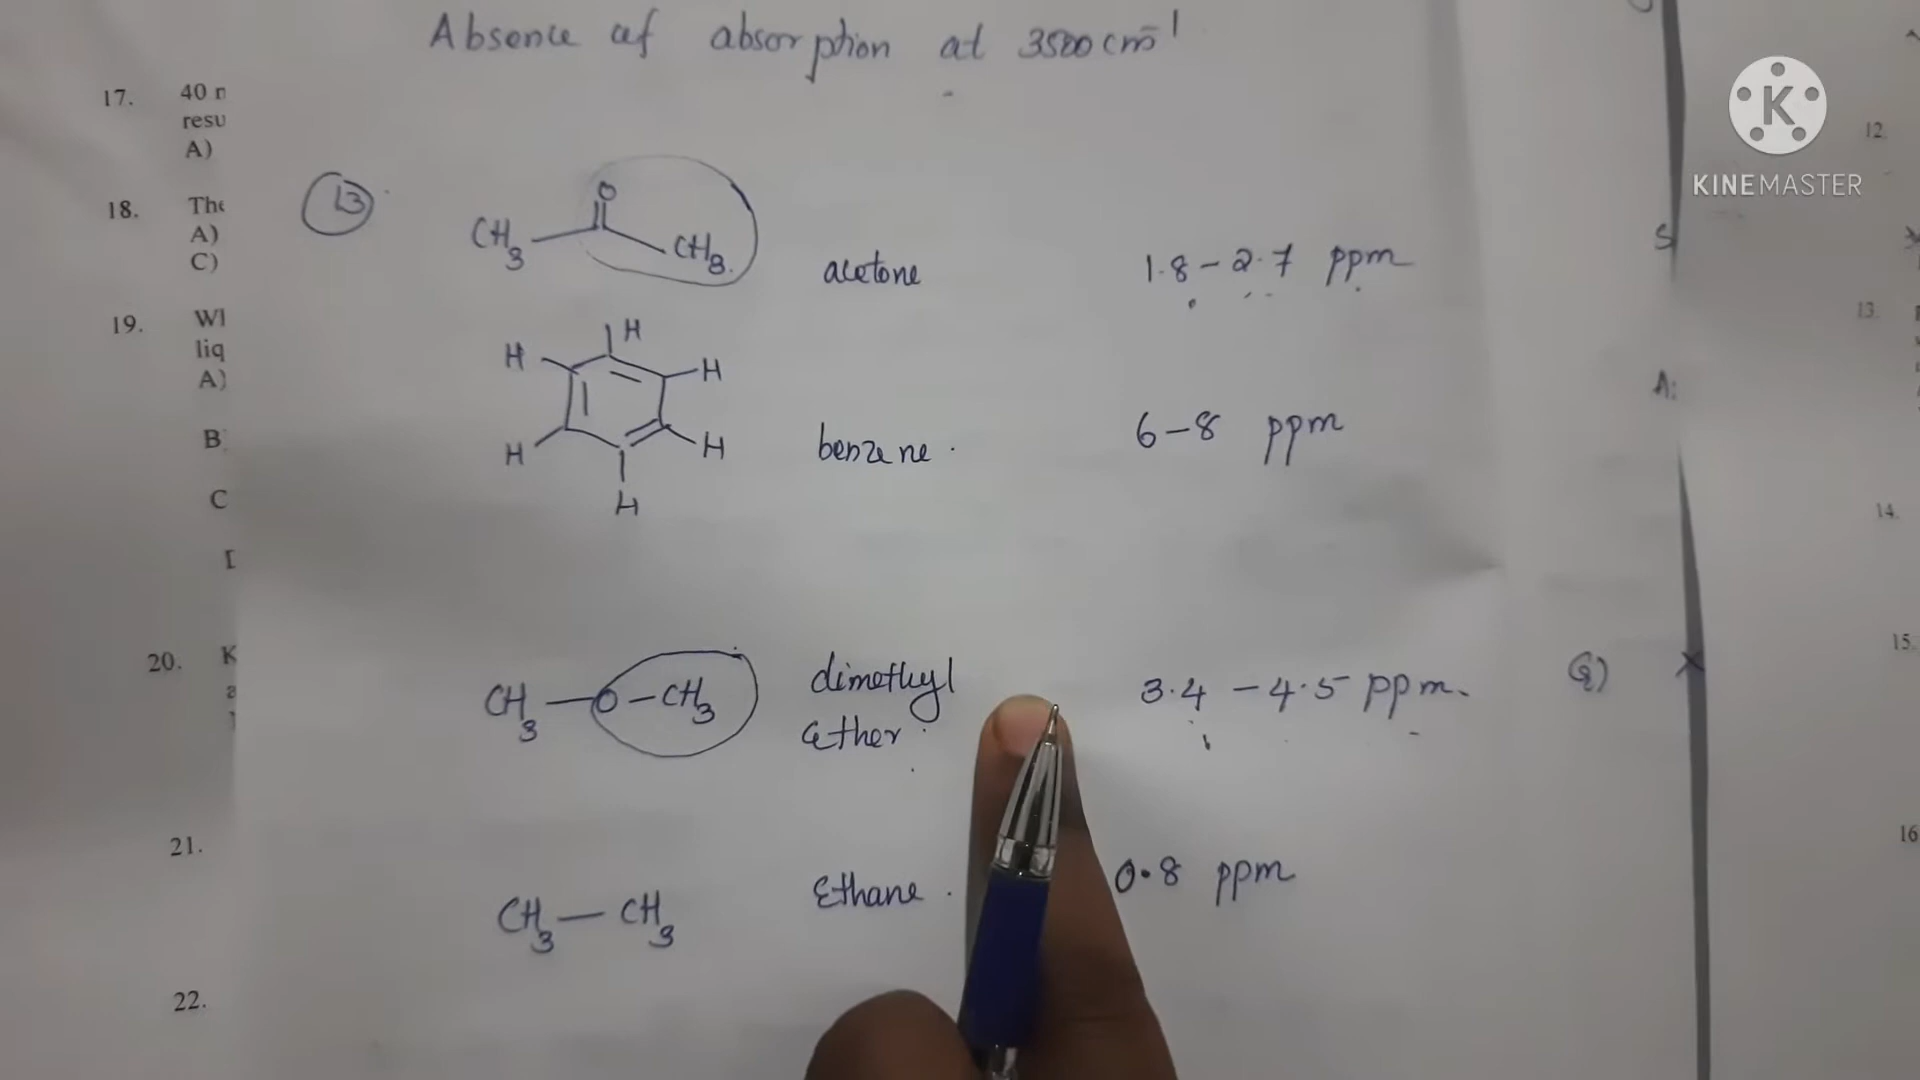 Absence of absorption at 3500 cm⁻¹
17. 40 m
resu
A)
18. The
A)
C)
19. Wl
liq
A)
B
C
20. K
21.
22.
13
O
CH3 CH3.
acetone 1.8 – 2.7 ppm
H
H H
H H
H
benzene. 6–8 ppm
CH3 — O – CH3 dimethyl 3.4 – 4.5 ppm.
ether.
CH3 — CH3 Ethane. 0.8 ppm
K
KINEMASTER
12.
S
13.
A:
14.
15.
Q)
16